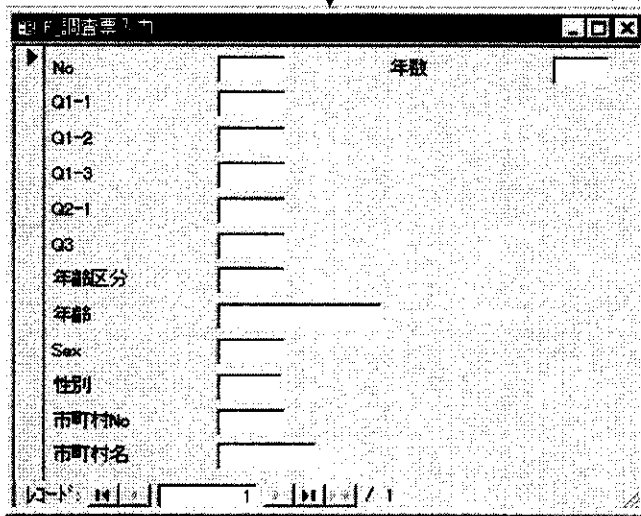 F_調査票入力
No 年数
Q1-1
Q1-2
Q1-3
Q2-1
Q3
年齢区分
年齢
Sex
性別
市町村No
市町村名
レコード: 1 / 1